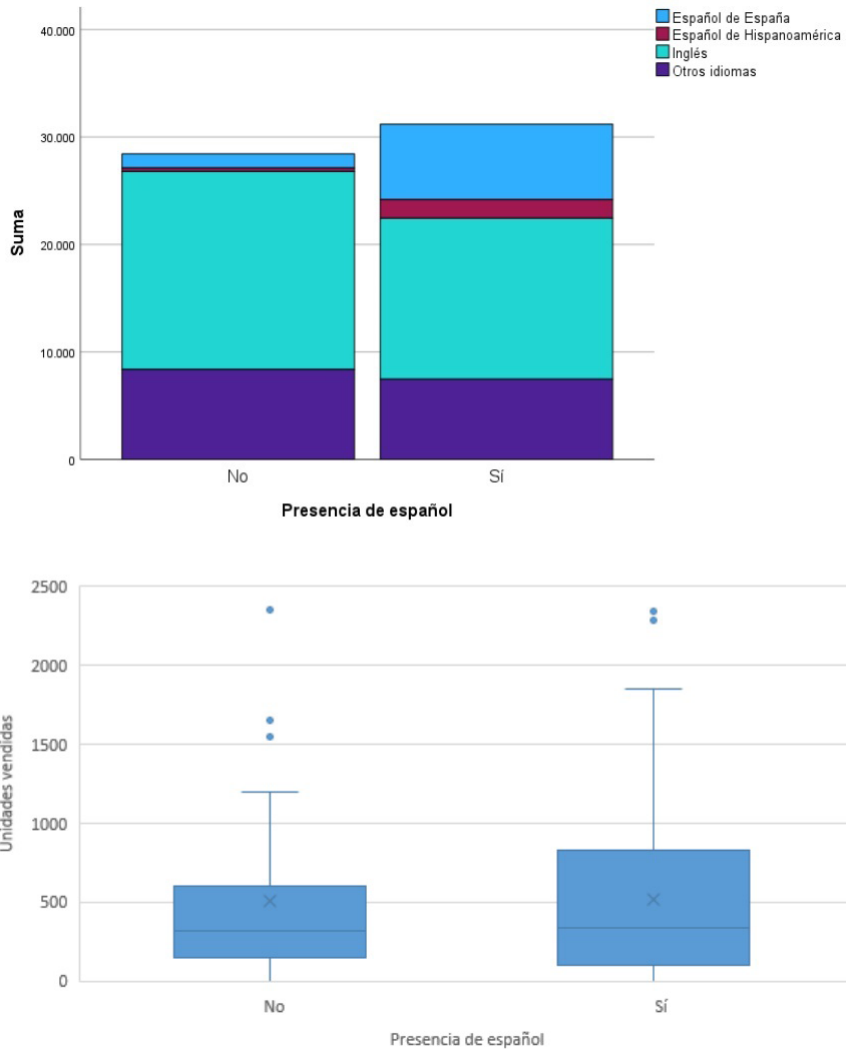 Español de España
Español de Hispanoamérica
Inglés
Otros idiomas
40.000
30.000
20.000
10.000
0
Suma
No
Sí
Presencia de español
2500
2000
1500
1000
500
0
Unidades vendidas
No
Sí
Presencia de español